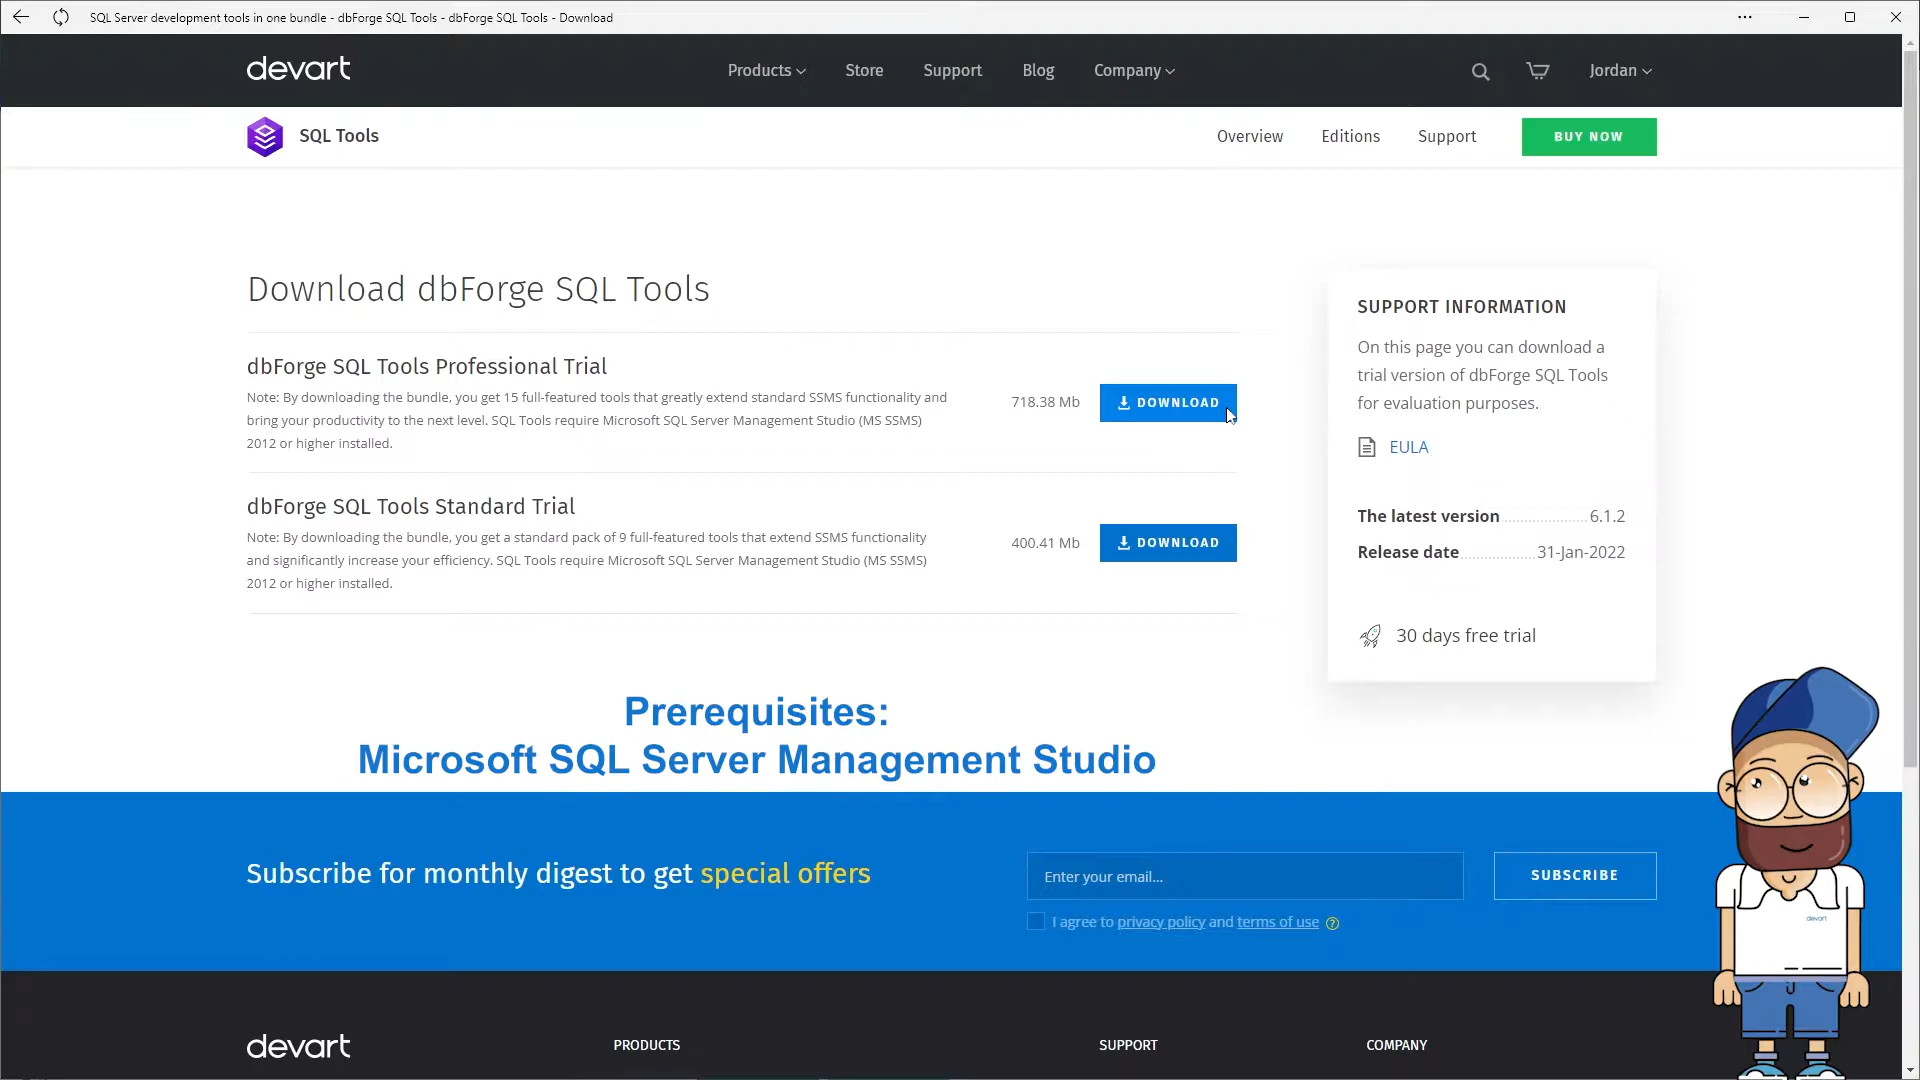 SQL Server development tools in one bundle - dbForge SQL Tools - dbForge SQL Tools - Download
devart
Products
Store
Support
Blog
Company
Jordan
SQL Tools
Overview
Editions
Support
BUY NOW
Download dbForge SQL Tools
dbForge SQL Tools Professional Trial
Note: By downloading the bundle, you get 15 full-featured tools that greatly extend standard SSMS functionality and
bring your productivity to the next level. SQL Tools require Microsoft SQL Server Management Studio (MS SSMS)
2012 or higher installed.
718.38 Mb
DOWNLOAD
dbForge SQL Tools Standard Trial
Note: By downloading the bundle, you get a standard pack of 9 full-featured tools that extend SSMS functionality
and significantly increase your efficiency. SQL Tools require Microsoft SQL Server Management Studio (MS SSMS)
2012 or higher installed.
400.41 Mb
DOWNLOAD
SUPPORT INFORMATION
On this page you can download a
trial version of dbForge SQL Tools
for evaluation purposes.
EULA
The latest version 6.1.2
Release date 31-Jan-2022
30 days free trial
Prerequisites:
Microsoft SQL Server Management Studio
Subscribe for monthly digest to get special offers
Enter your email...
SUBSCRIBE
I agree to privacy policy and terms of use ?
devart
devart
PRODUCTS
SUPPORT
COMPANY